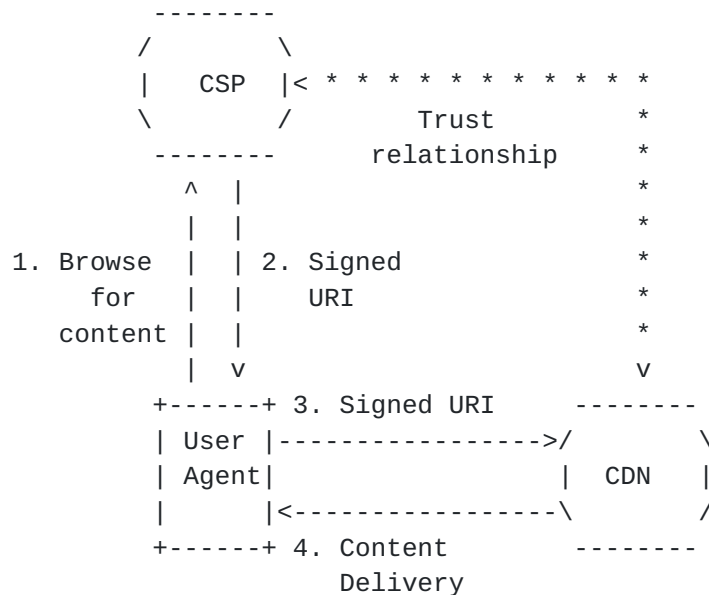 CSP
Trust
relationship
1. Browse
for
content
2. Signed
URI
3. Signed URI
User
Agent
CDN
4. Content
Delivery